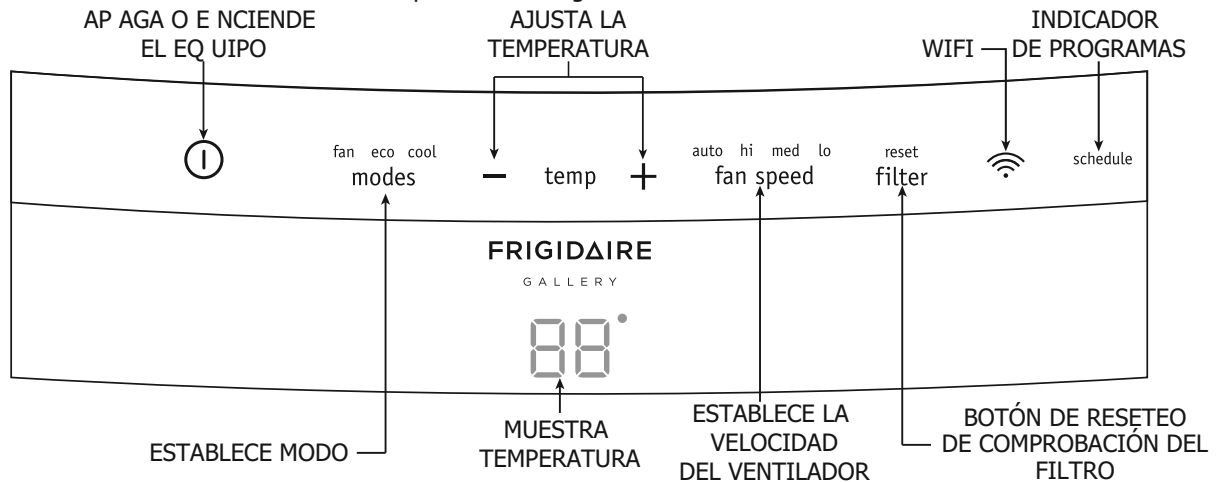 AP AGA O E NCIENDE
EL EQ UIPO
AJUSTA LA
TEMPERATURA
WIFI
INDICADOR
DE PROGRAMAS
fan eco cool
modes
temp
auto hi med lo
fan speed
reset
filter
schedule
FRIGIDAIRE
GALLERY
88°
ESTABLECE MODO
MUESTRA
TEMPERATURA
ESTABLECE LA
VELOCIDAD
DEL VENTILADOR
BOTÓN DE RESETEO
DE COMPROBACIÓN DEL
FILTRO